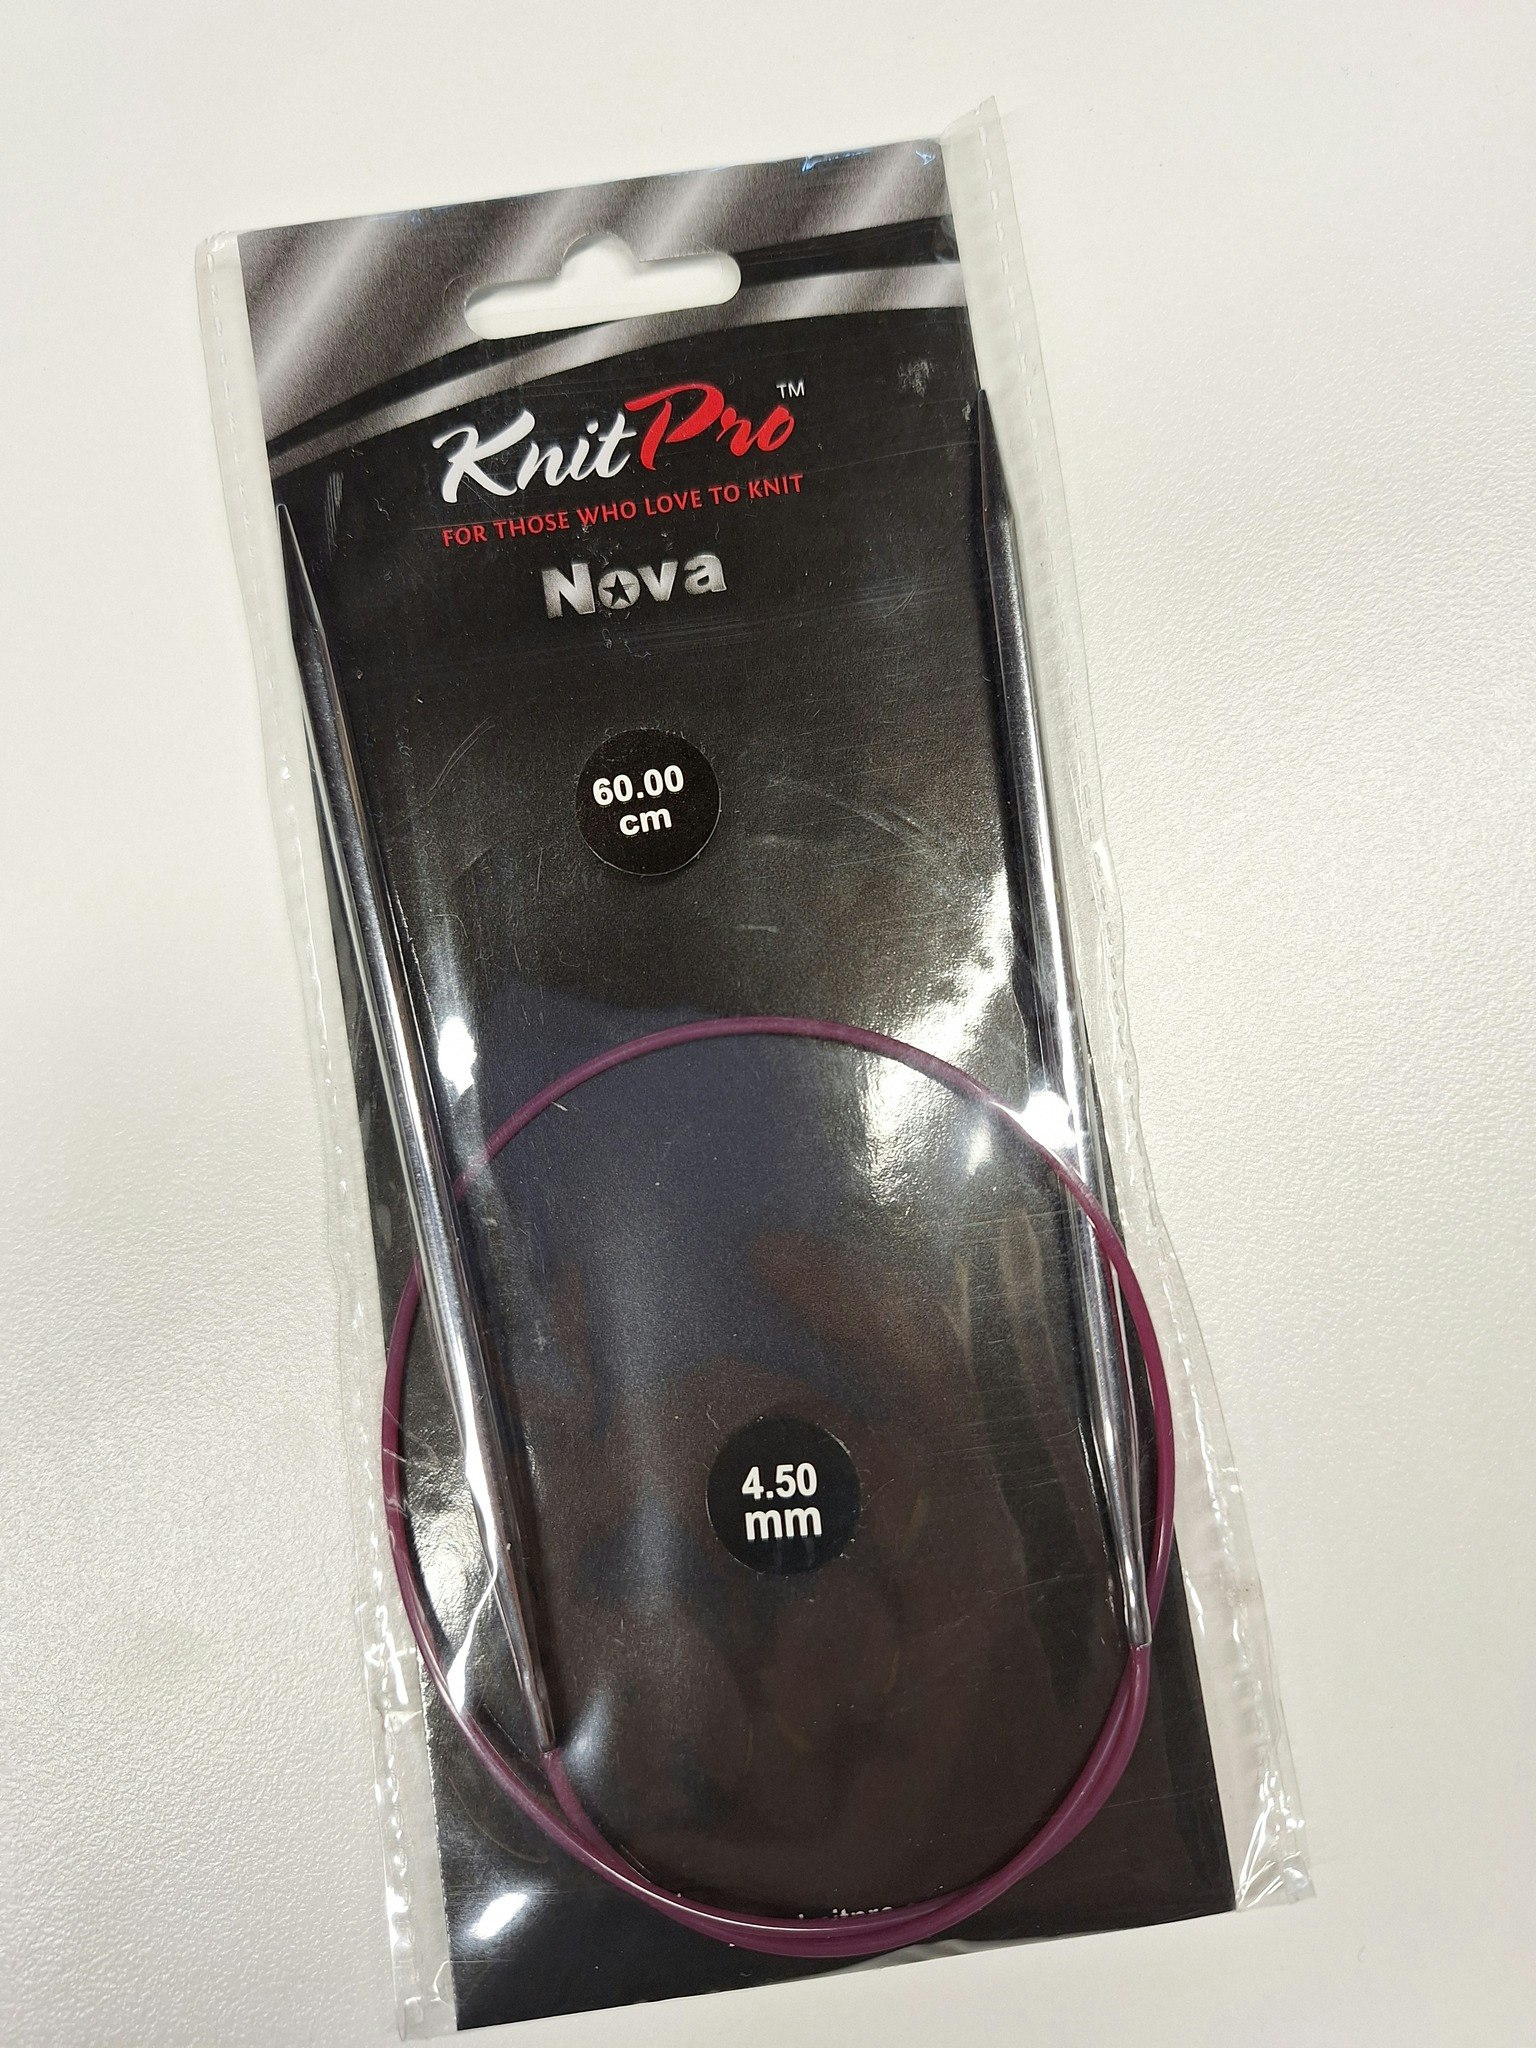 KnitPro™
FOR THOSE WHO LOVE TO KNIT
Nova
60.00
cm
4.50
mm